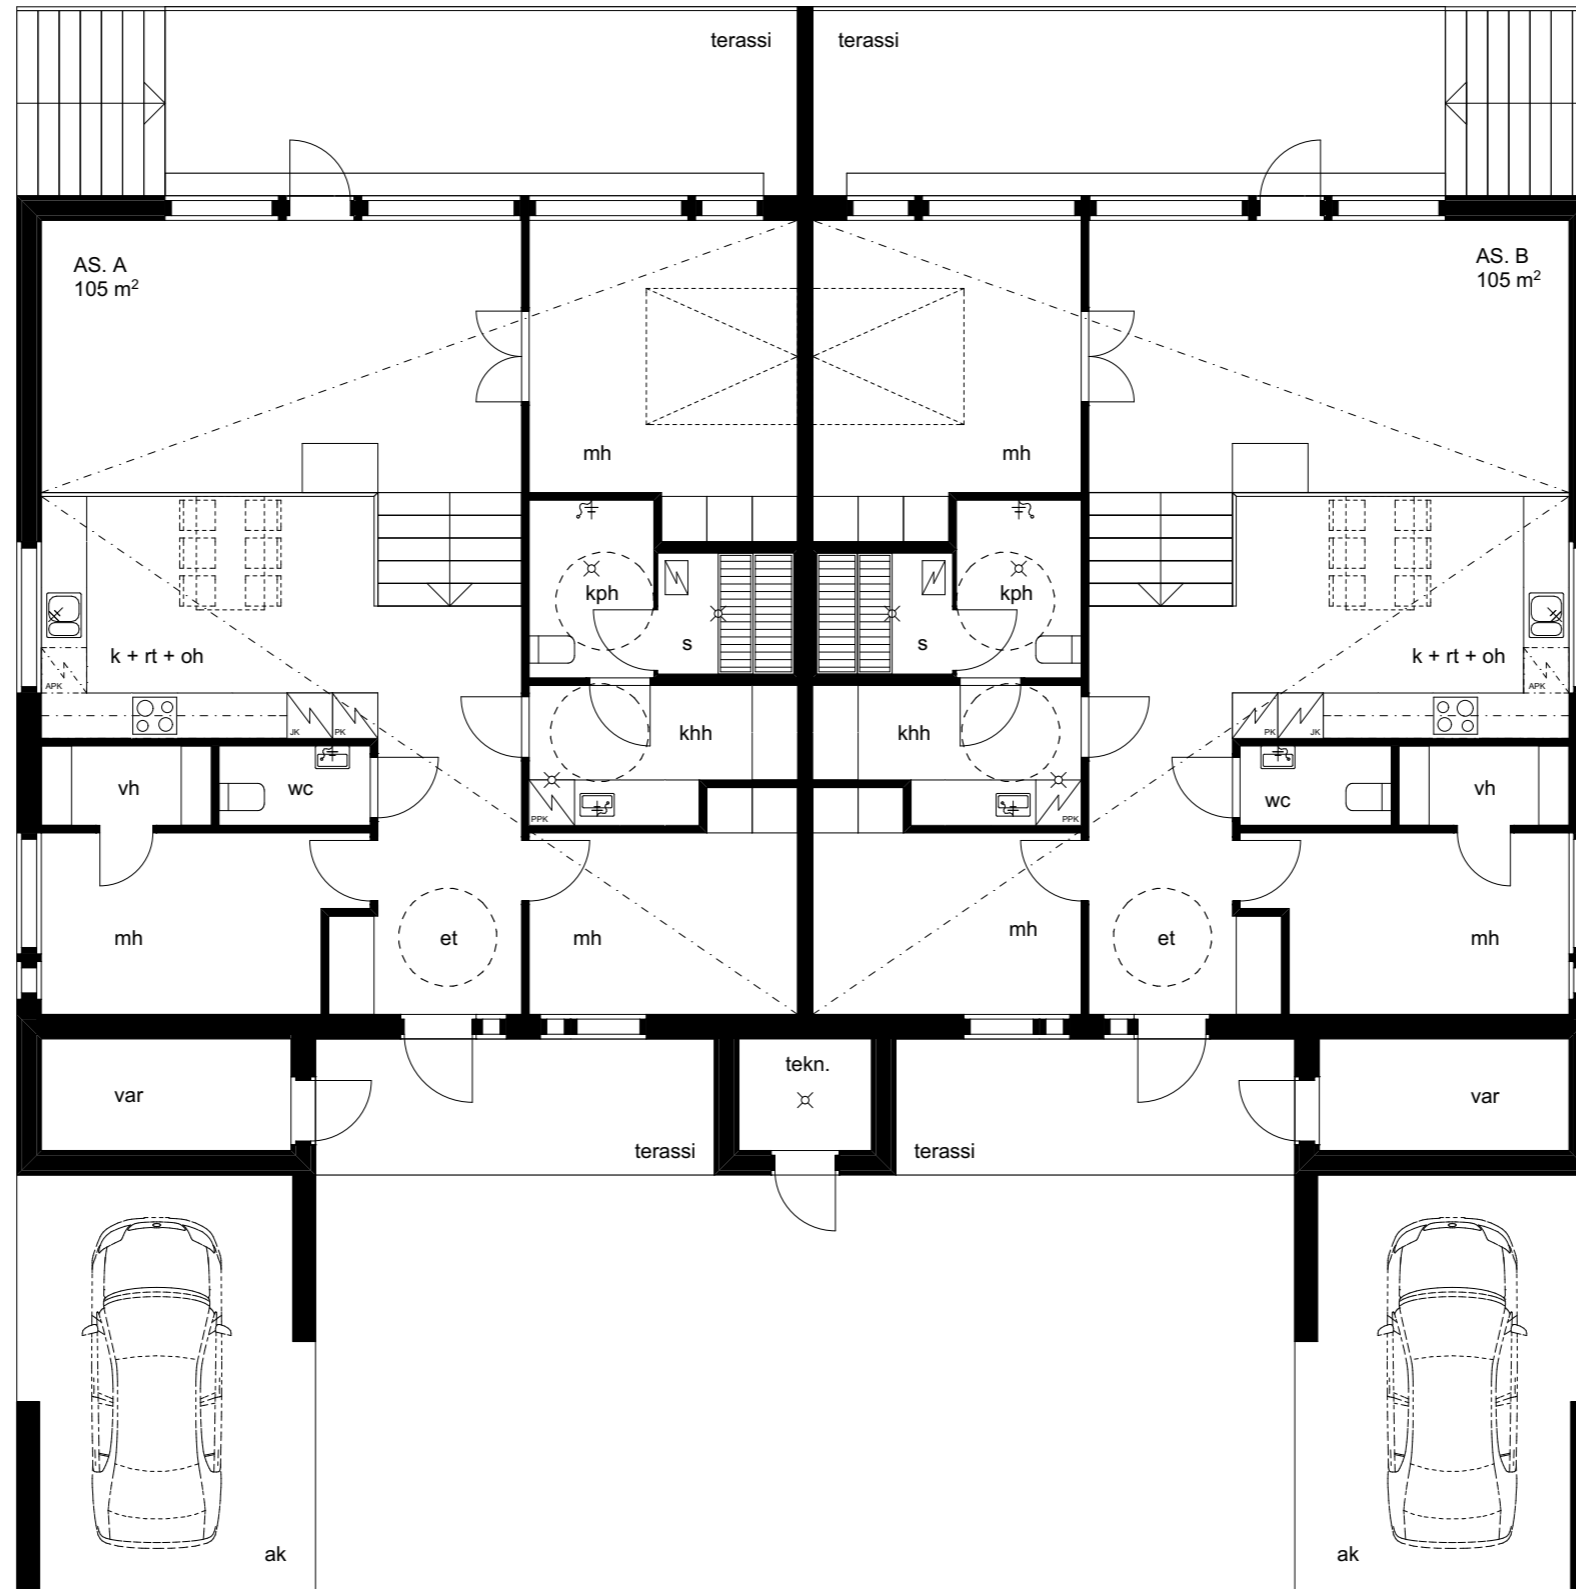 terassi
terassi
AS. A
105 m²
AS. B
105 m²
mh
mh
kph
kph
s
s
k + rt + oh
k + rt + oh
APK
APK
JK
PK
PK
JK
khh
khh
vh
wc
wc
vh
PPK
PPK
mh
et
mh
mh
et
mh
tekn.
var
var
terassi
terassi
ak
ak